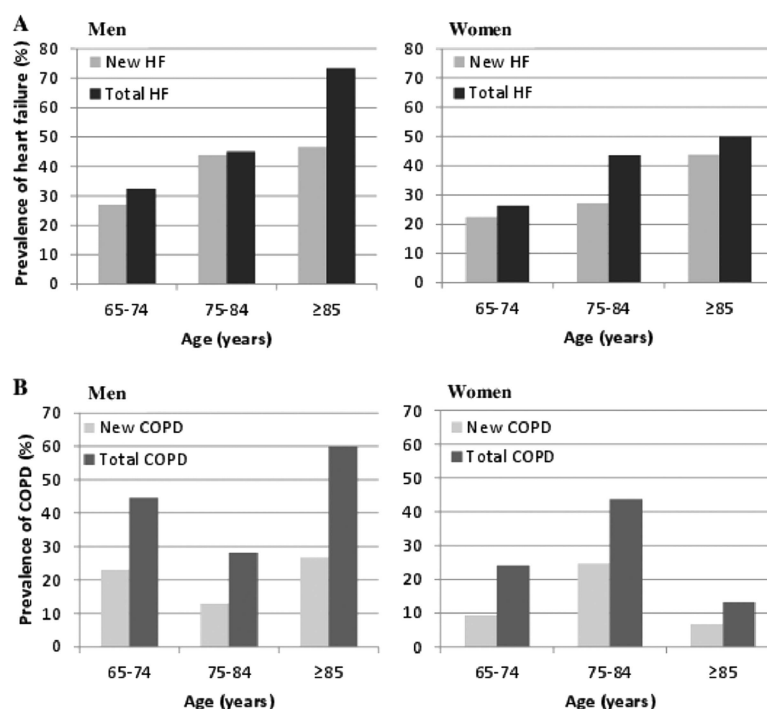 A
Men
Women
Prevalence of heart failure (%)
80
70
60
50
40
30
20
10
0
New HF
Total HF
65-74 75-84 ≥85
Age (years)
80
70
60
50
40
30
20
10
0
New HF
Total HF
65-74 75-84 ≥85
Age (years)
B
Men
Women
Prevalence of COPD (%)
70
60
50
40
30
20
10
0
New COPD
Total COPD
65-74 75-84 ≥85
Age (years)
70
60
50
40
30
20
10
0
New COPD
Total COPD
65-74 75-84 ≥85
Age (years)